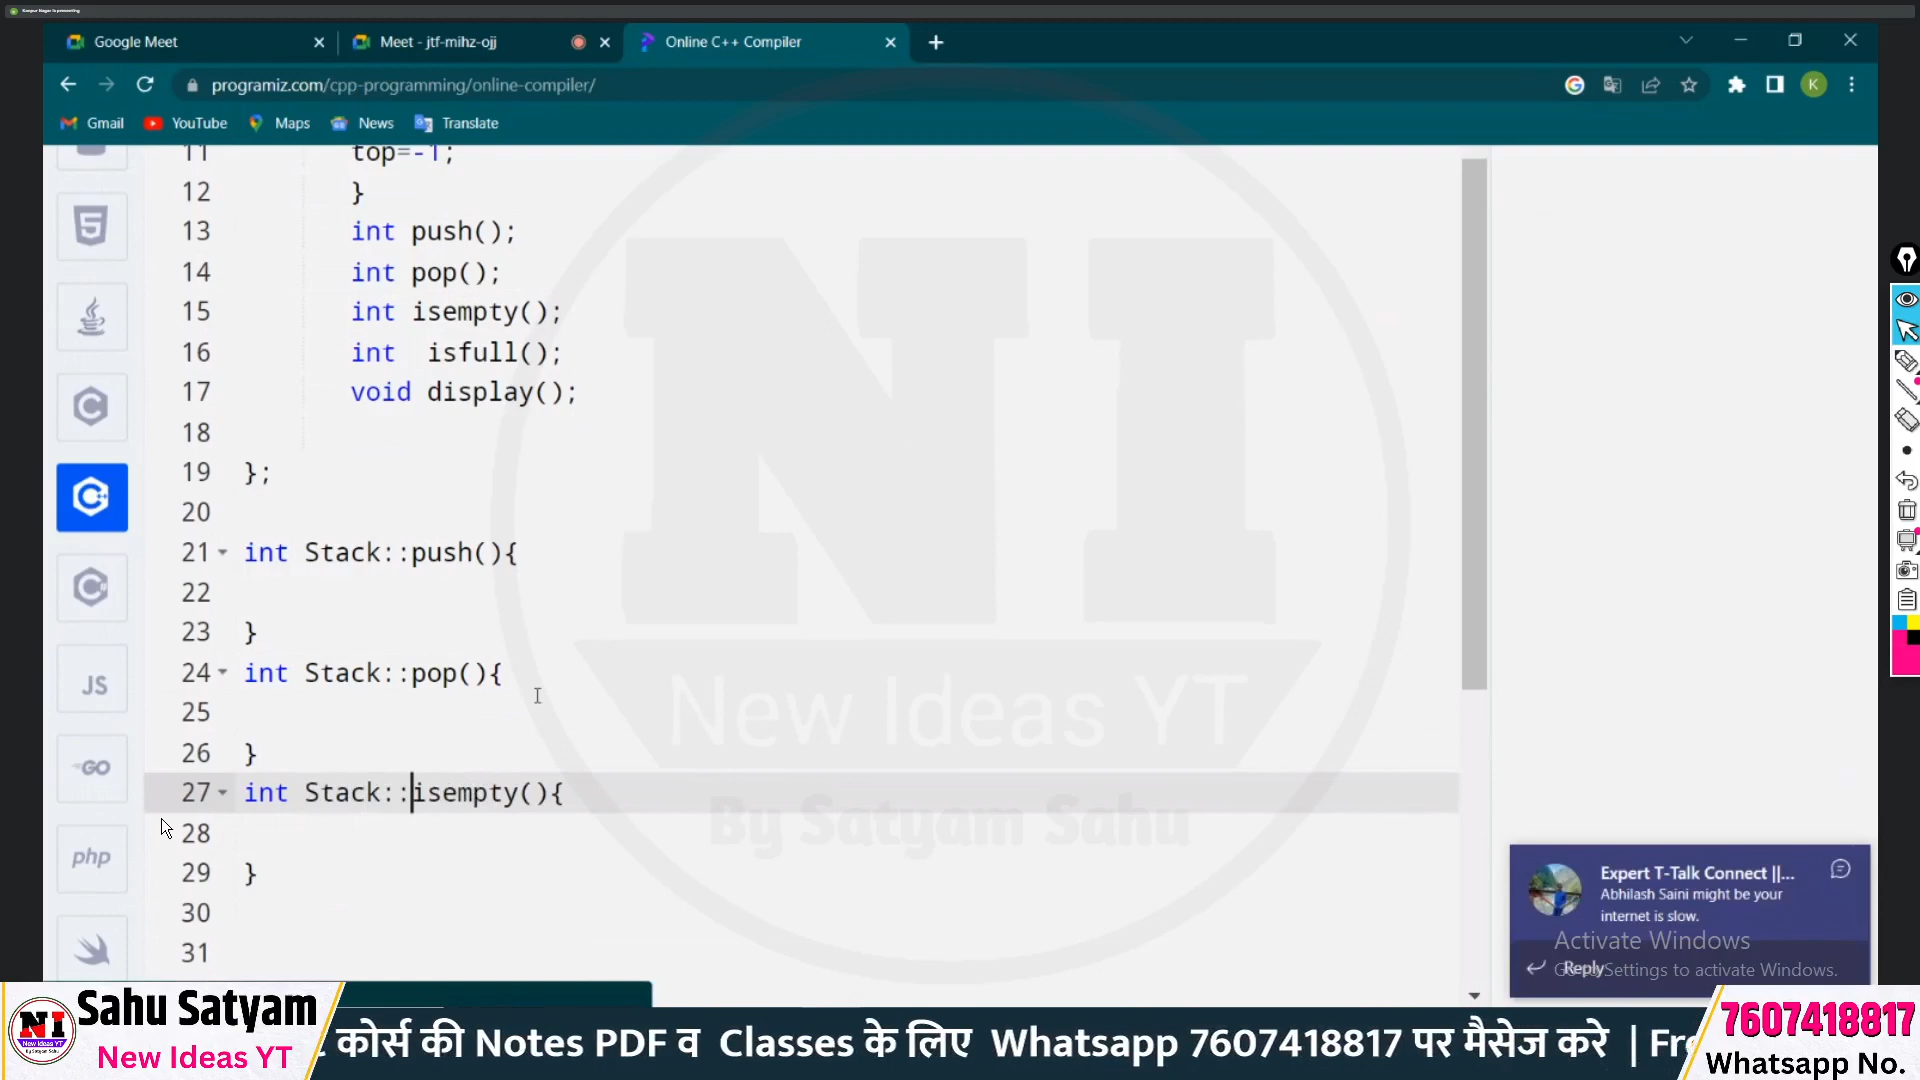 Google Meet
Meet - jtf-mihz-ojj
Online C++ Compiler
programiz.com/cpp-programming/online-compiler/
K
Gmail
YouTube
Maps
News
Translate
11 top=-1;
12 }
13 int push();
14 int pop();
15 int isempty();
16 int  isfull();
17 void display();
18
19 };
20
21 int Stack::push(){
22
23 }
24 int Stack::pop(){
25
26 }
27 int Stack::isempty(){
28
29 }
30
31
JS
GO
php
NI
New Ideas YT
By Satyam Sahu
Expert T-Talk Connect ||...
Abhilash Saini might be your
internet is slow.
Reply
Activate Windows
Settings to activate Windows.
NI
By Satyam Sahu
Sahu Satyam
New Ideas YT
कोर्स की Notes PDF व Classes के लिए Whatsapp 7607418817 पर मैसेज करे | Fr
7607418817
Whatsapp No.